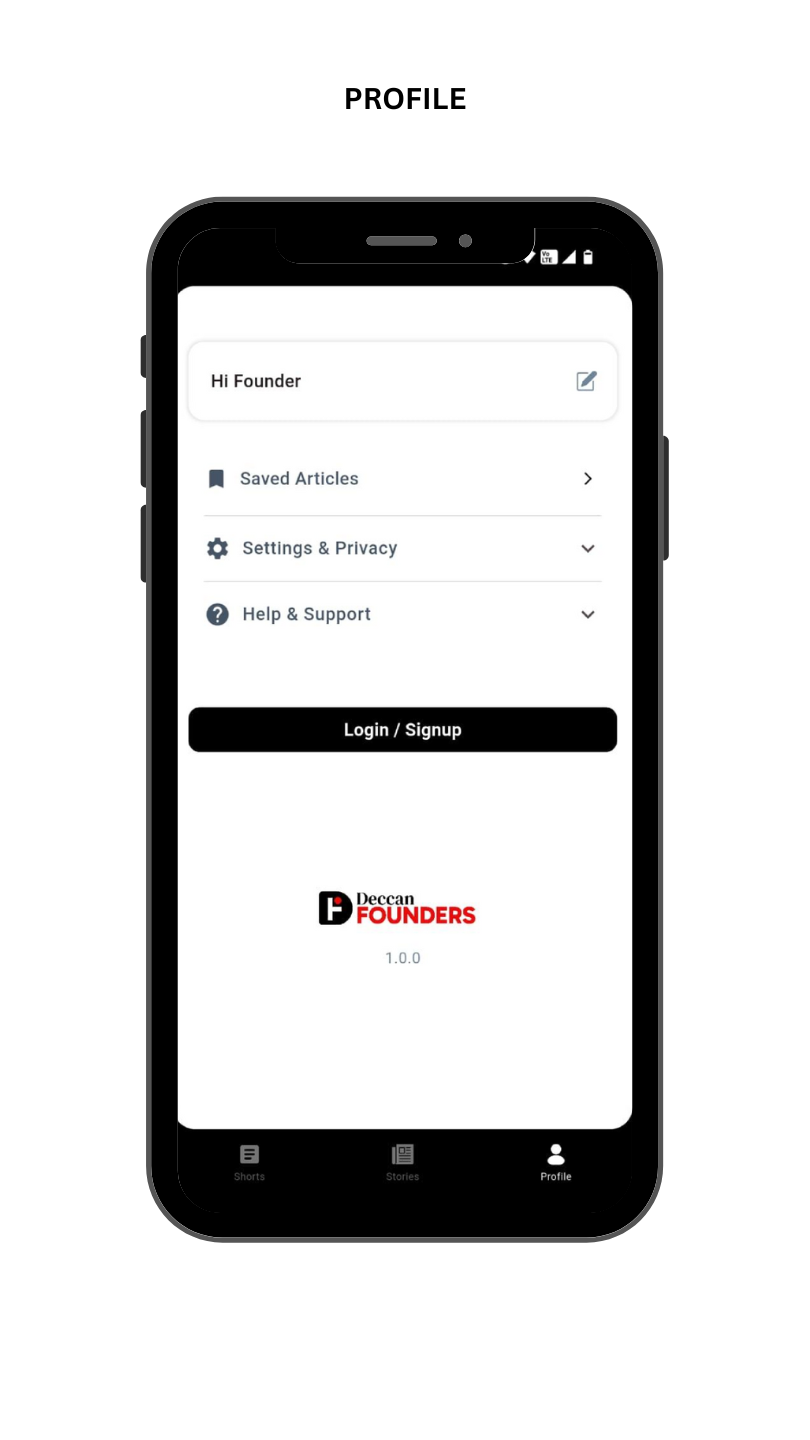 PROFILE
Vo
LTE
Hi Founder
Saved Articles
Settings & Privacy
Help & Support
Login / Signup
Deccan
FOUNDERS
1.0.0
Shorts
Stories
Profile